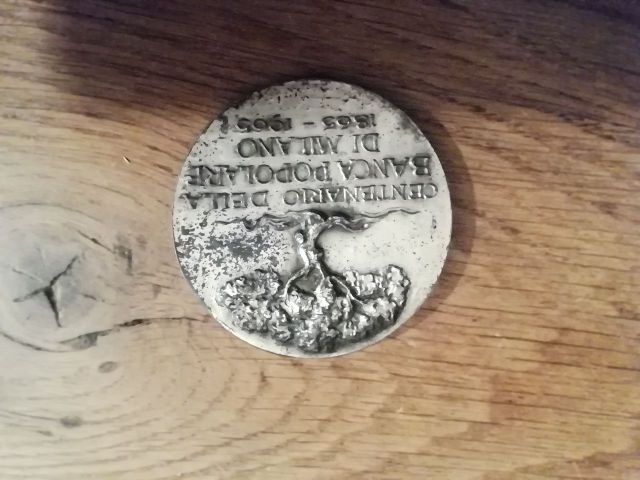 CENTENARIO DELLA
BANCA POPOLARE
DI MILANO
1865 - 1965